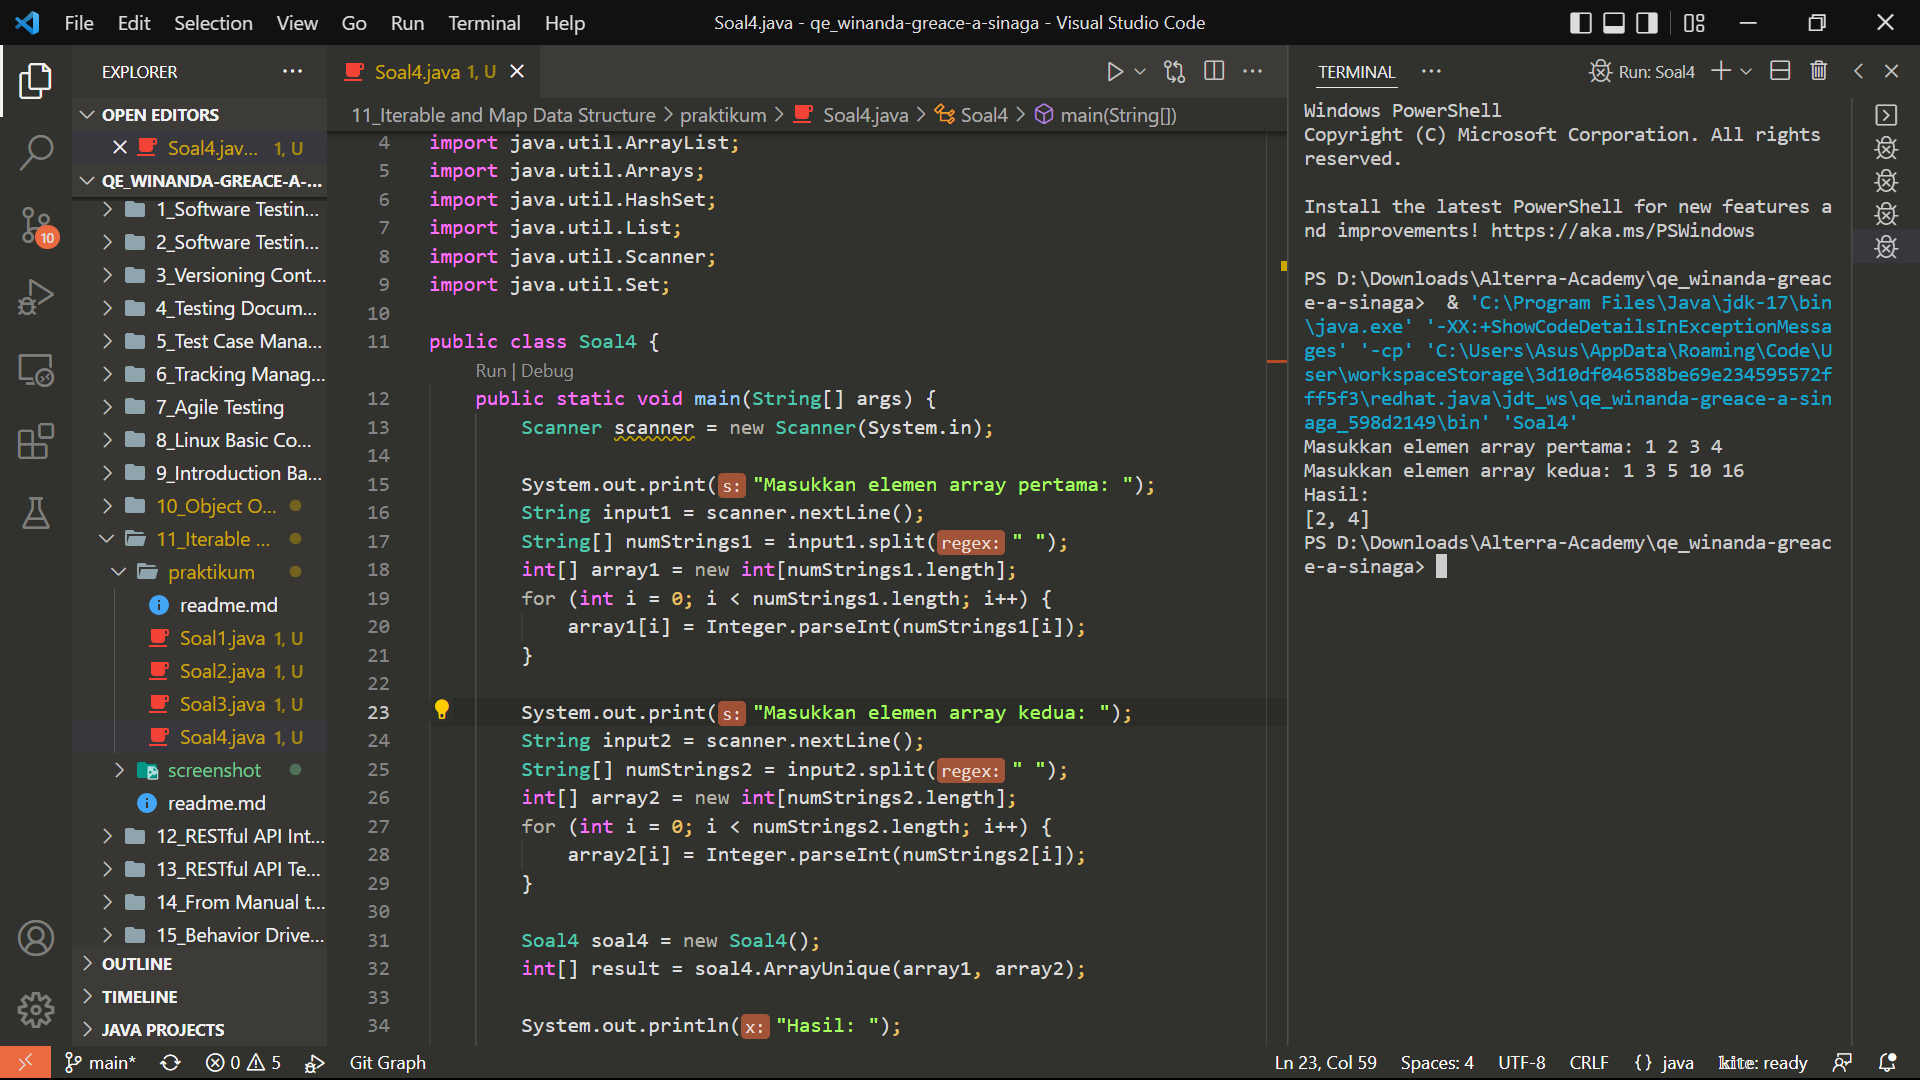 File Edit Selection View Go Run Terminal Help
Soal4.java - qe_winanda-greace-a-sinaga - Visual Studio Code
EXPLORER
OPEN EDITORS
Soal4.jav... 1, U
QE_WINANDA-GREACE-A-...
1_Software Testin...
2_Software Testin...
3_Versioning Cont...
4_Testing Docum...
5_Test Case Mana...
6_Tracking Manag...
7_Agile Testing
8_Linux Basic Co...
9_Introduction Ba...
10_Object O...
11_Iterable ...
praktikum
readme.md
Soal1.java 1, U
Soal2.java 1, U
Soal3.java 1, U
Soal4.java 1, U
screenshot
readme.md
12_RESTful API Int...
13_RESTful API Te...
14_From Manual t...
15_Behavior Drive...
OUTLINE
TIMELINE
JAVA PROJECTS
10
Soal4.java 1, U
11_Iterable and Map Data Structure > praktikum > Soal4.java > Soal4 > main(String[])
4 import java.util.ArrayList;
5 import java.util.Arrays;
6 import java.util.HashSet;
7 import java.util.List;
8 import java.util.Scanner;
9 import java.util.Set;
10
11 public class Soal4 {
Run | Debug
12 public static void main(String[] args) {
13 Scanner scanner = new Scanner(System.in);
14
15 System.out.print(s: "Masukkan elemen array pertama: ");
16 String input1 = scanner.nextLine();
17 String[] numStrings1 = input1.split(regex: " ");
18 int[] array1 = new int[numStrings1.length];
19 for (int i = 0; i < numStrings1.length; i++) {
20 array1[i] = Integer.parseInt(numStrings1[i]);
21 }
22
23 System.out.print(s: "Masukkan elemen array kedua: ");
24 String input2 = scanner.nextLine();
25 String[] numStrings2 = input2.split(regex: " ");
26 int[] array2 = new int[numStrings2.length];
27 for (int i = 0; i < numStrings2.length; i++) {
28 array2[i] = Integer.parseInt(numStrings2[i]);
29 }
30
31 Soal4 soal4 = new Soal4();
32 int[] result = soal4.ArrayUnique(array1, array2);
33
34 System.out.println(x: "Hasil: ");
TERMINAL
Run: Soal4
Windows PowerShell
Copyright (C) Microsoft Corporation. All rights
reserved.
Install the latest PowerShell for new features a
nd improvements! https://aka.ms/PSWindows
PS D:\Downloads\Alterra-Academy\qe_winanda-greac
e-a-sinaga> & 'C:\Program Files\Java\jdk-17\bin
\java.exe' '-XX:+ShowCodeDetailsInExceptionMessa
ges' '-cp' 'C:\Users\Asus\AppData\Roaming\Code\U
ser\workspaceStorage\3d10df046588be69e234595572f
ff5f3\redhat.java\jdt_ws\qe_winanda-greace-a-sin
aga_598d2149\bin' 'Soal4'
Masukkan elemen array pertama: 1 2 3 4
Masukkan elemen array kedua: 1 3 5 10 16
Hasil:
[2, 4]
PS D:\Downloads\Alterra-Academy\qe_winanda-greac
e-a-sinaga>
main* 0 5 Git Graph
Ln 23, Col 59 Spaces: 4 UTF-8 CRLF {} java kite: ready